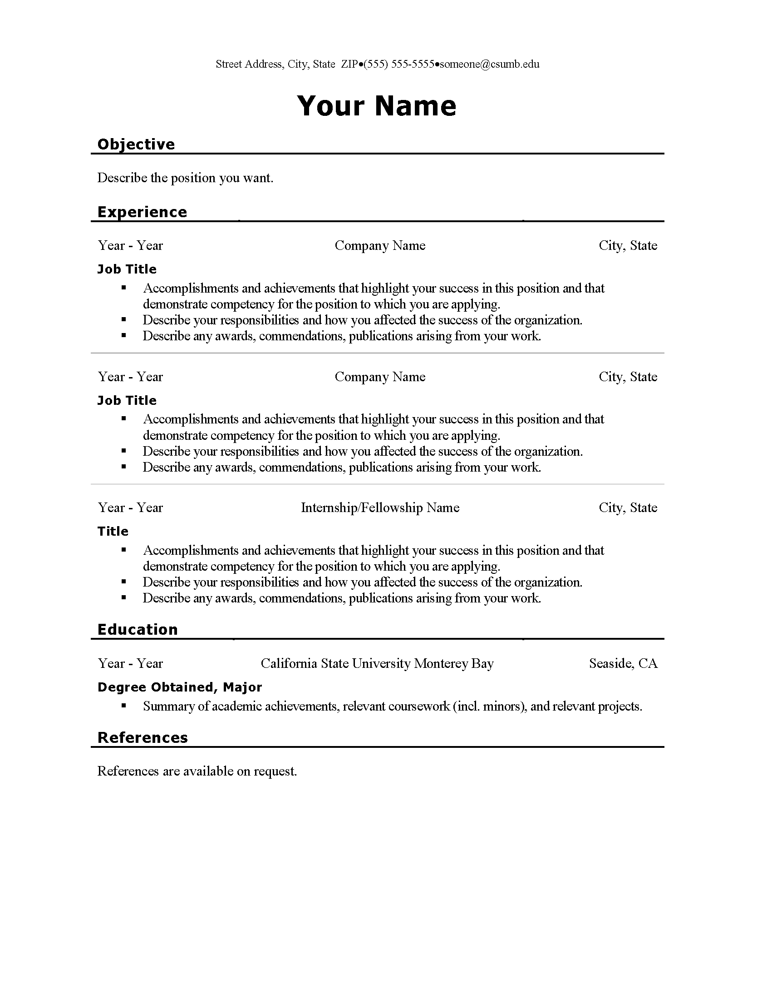 Street Address, City, State  ZIP•(555) 555-5555•someone@csumb.edu
Your Name
Objective
Describe the position you want.
Experience
Year - Year Company Name City, State
Job Title
▪ Accomplishments and achievements that highlight your success in this position and that
demonstrate competency for the position to which you are applying.
▪ Describe your responsibilities and how you affected the success of the organization.
▪ Describe any awards, commendations, publications arising from your work.
Year - Year Company Name City, State
Job Title
▪ Accomplishments and achievements that highlight your success in this position and that
demonstrate competency for the position to which you are applying.
▪ Describe your responsibilities and how you affected the success of the organization.
▪ Describe any awards, commendations, publications arising from your work.
Year - Year Internship/Fellowship Name City, State
Title
▪ Accomplishments and achievements that highlight your success in this position and that
demonstrate competency for the position to which you are applying.
▪ Describe your responsibilities and how you affected the success of the organization.
▪ Describe any awards, commendations, publications arising from your work.
Education
Year - Year California State University Monterey Bay Seaside, CA
Degree Obtained, Major
▪ Summary of academic achievements, relevant coursework (incl. minors), and relevant projects.
References
References are available on request.